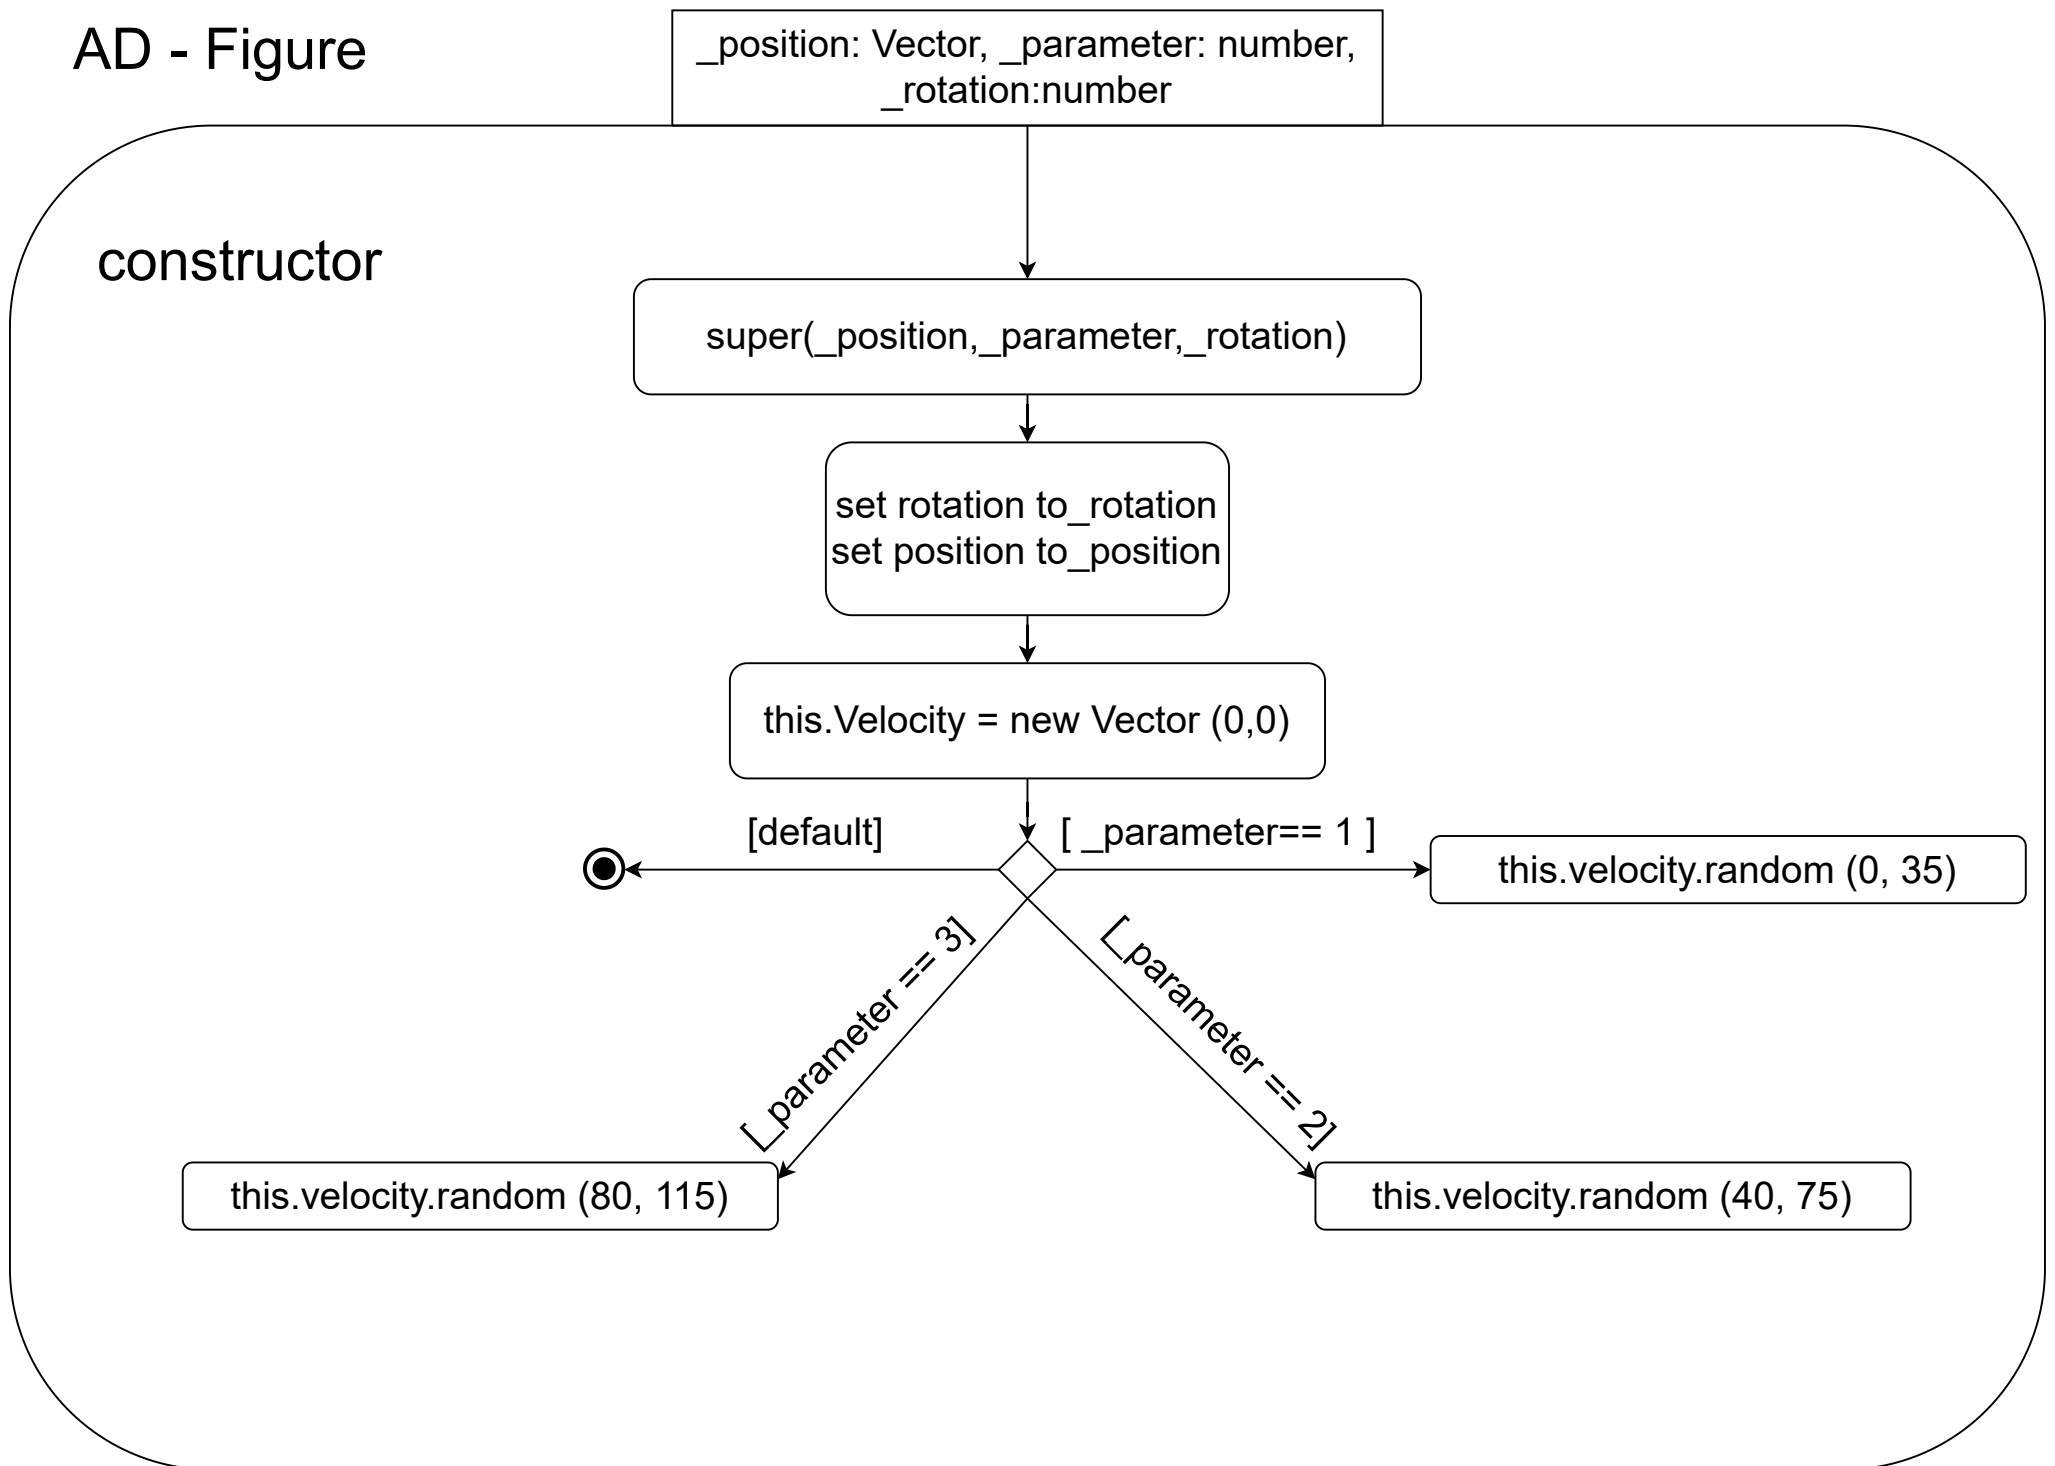 AD - Figure
_position: Vector, _parameter: number,
_rotation:number
constructor
super(_position,_parameter,_rotation)
set rotation to_rotation
set position to_position
this.Velocity = new Vector (0,0)
[default]
[ _parameter== 1 ]
this.velocity.random (0, 35)
[_parameter == 3]
[_parameter == 2]
this.velocity.random (80, 115)
this.velocity.random (40, 75)